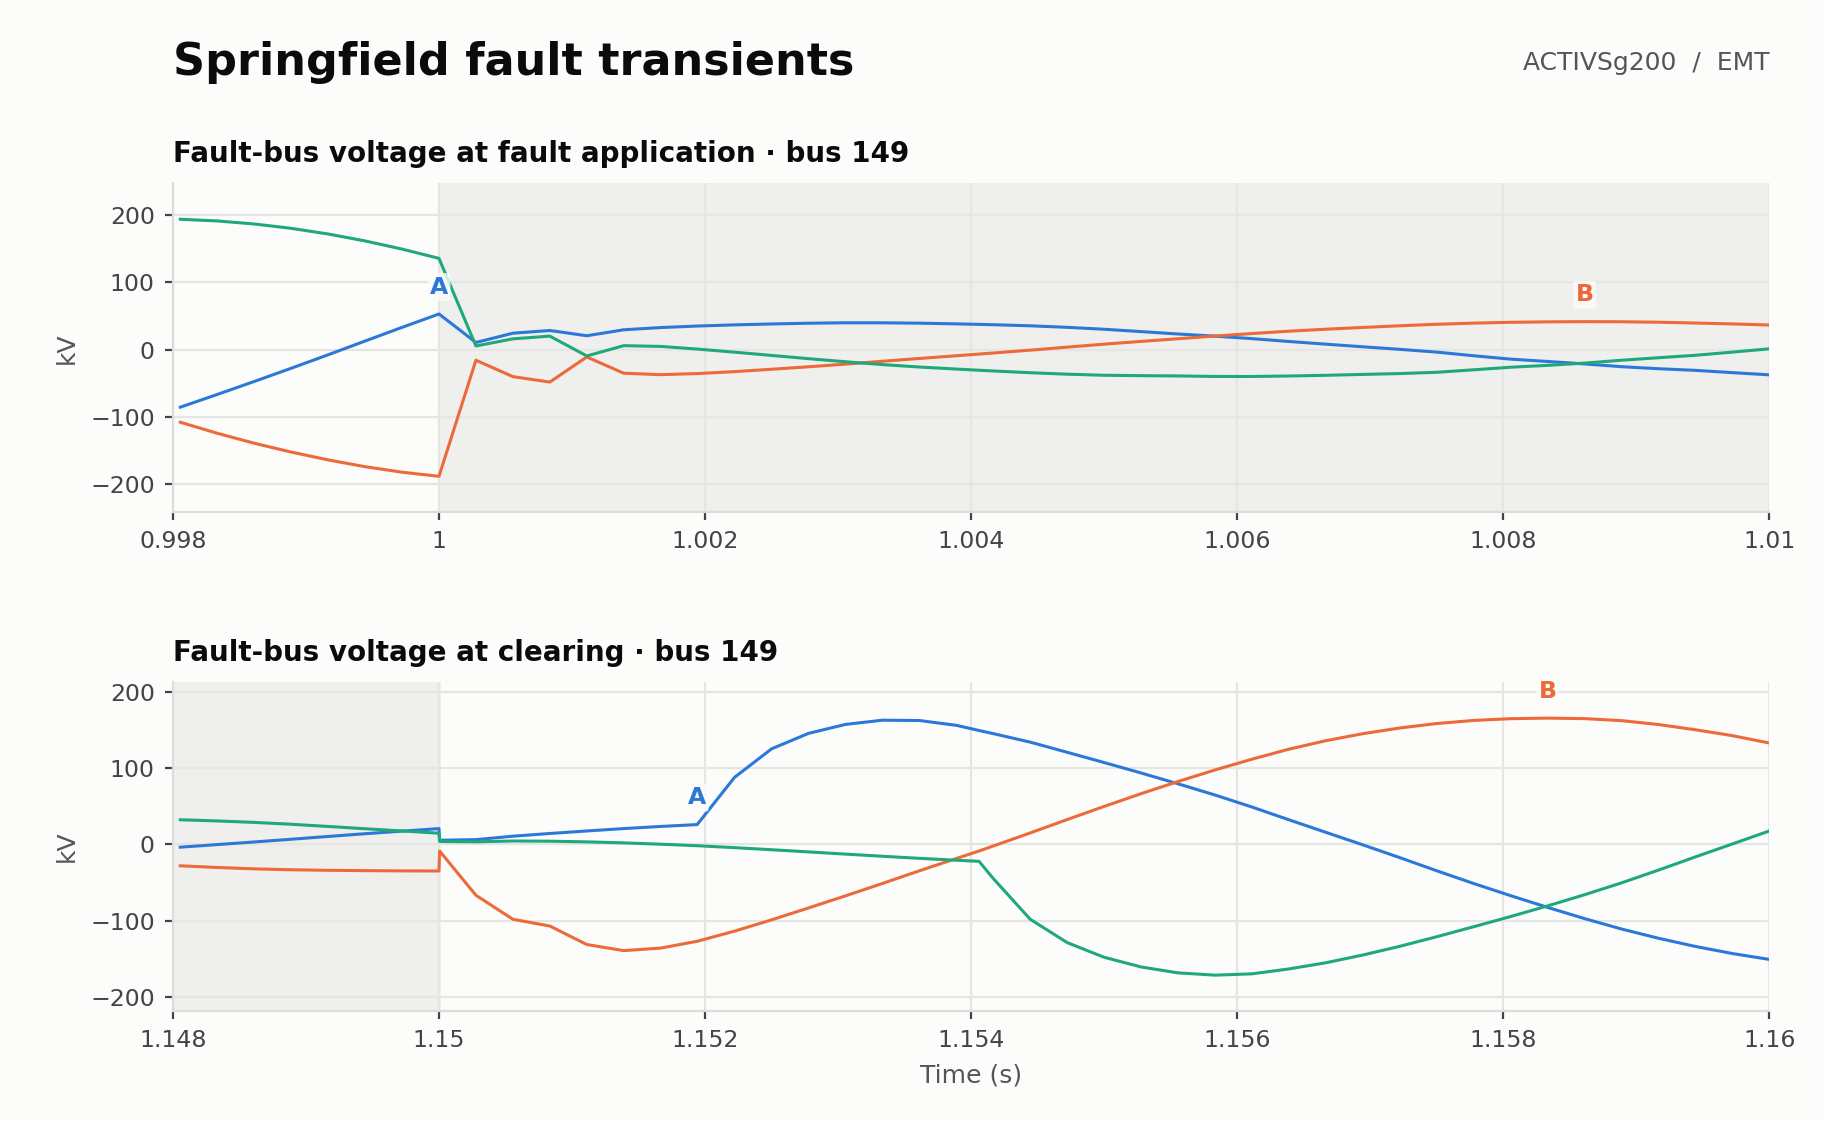 Springfield fault transients
ACTIVSg200 / EMT
Fault-bus voltage at fault application · bus 149
kV
200
100
0
−100
−200
A
B
0.998 1 1.002 1.004 1.006 1.008 1.01
Fault-bus voltage at clearing · bus 149
kV
200
100
0
−100
−200
A
B
1.148 1.15 1.152 1.154 1.156 1.158 1.16
Time (s)